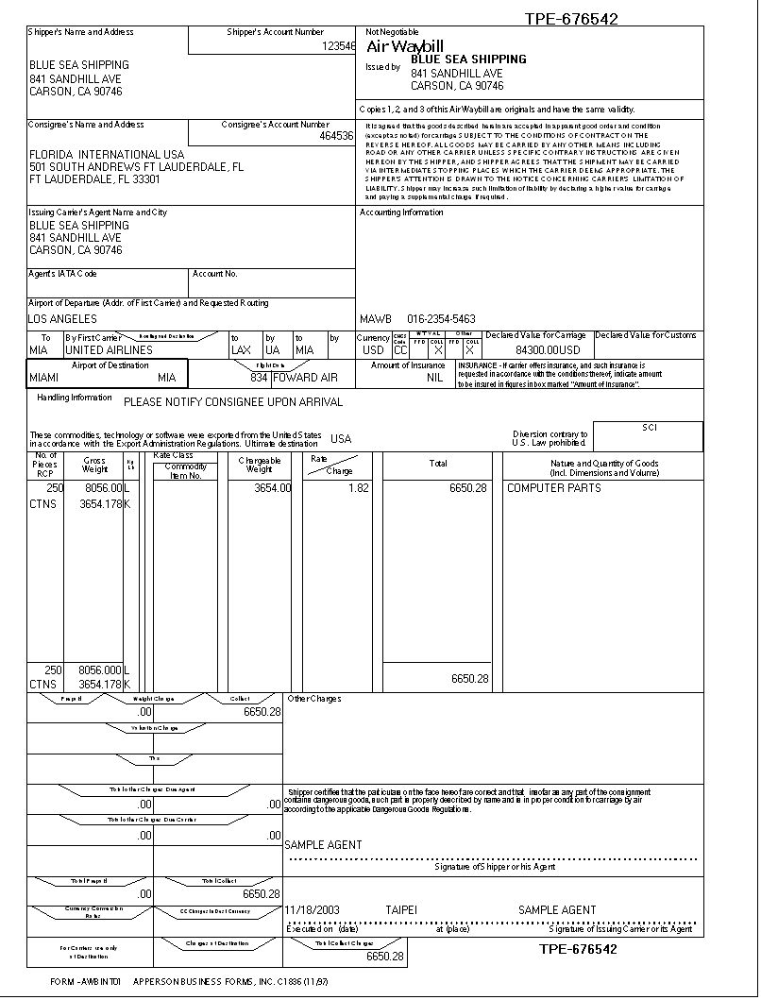 TPE-676542
Shipper's Name and Address
Shipper's Account Number
123546
Not Negotiable
Air Waybill
Issued by
BLUE SEA SHIPPING
841 SANDHILL AVE
CARSON, CA 90746
BLUE SEA SHIPPING
841 SANDHILL AVE
CARSON, CA 90746
Copies 1, 2, and 3 of this Air Waybill are originals and have the same validity.
Consignee's Name and Address
Consignee's Account Number
464536
FLORIDA INTERNATIONAL USA
501 SOUTH ANDREWS FT LAUDERDALE, FL
FT LAUDERDALE, FL 33301
It is agreed that the goods described herein are accepted in apparent good order and condition
(except as noted) for carriage SUBJECT TO THE CONDITIONS OF CONTRACT ON THE
REVERSE HEREOF. ALL GOODS MAY BE CARRIED BY ANY OTHER MEANS INCLUDING
ROAD OR ANY OTHER CARRIER UNLESS SPECIFIC CONTRARY INSTRUCTIONS ARE GIVEN
HEREON BY THE SHIPPER, AND SHIPPER AGREES THAT THE SHIPMENT MAY BE CARRIED
VIA INTERMEDIATE STOPPING PLACES WHICH THE CARRIER DEEMS APPROPRIATE. THE
SHIPPER'S ATTENTION IS DRAWN TO THE NOTICE CONCERNING CARRIER'S LIMITATION OF
LIABILITY. Shipper may increase such limitation of liability by declaring a higher value for carriage
and paying a supplemental charge if required.
Issuing Carrier's Agent Name and City
BLUE SEA SHIPPING
841 SANDHILL AVE
CARSON, CA 90746
Accounting Information
Agent's IATA Code
Account No.
Airport of Departure (Addr. of First Carrier) and Requested Routing
LOS ANGELES
MAWB 016-2354-5463
To
MIA
By First Carrier
Routing and Destination
UNITED AIRLINES
to
LAX
by
UA
to
MIA
by
Currency
USD
CHGS Code
CC
WT/VAL
PPD
COLL
X
Other
PPD
COLL
X
Declared Value for Carriage
84300.00USD
Declared Value for Customs
Airport of Destination
MIAMI MIA
Flight/Date
834 FOWARD AIR
Amount of Insurance
NIL
INSURANCE - If carrier offers insurance, and such insurance is
requested in accordance with the conditions thereof, indicate amount
to be insured in figures in box marked "Amount of Insurance".
Handling Information
PLEASE NOTIFY CONSIGNEE UPON ARRIVAL
These commodities, technology or software were exported from the United States
in accordance with the Export Administration Regulations. Ultimate destination
USA
Diversion contrary to
U.S. Law prohibited.
SCI
No. of
Pieces
RCP
Gross
Weight
Kg
Lb
Rate Class
Commodity
Item No.
Chargeable
Weight
Rate
Charge
Total
Nature and Quantity of Goods
(Incl. Dimensions and Volume)
250 8056.00 L 3654.00 1.82 6650.28 COMPUTER PARTS
CTNS 3654.178 K
250 8056.000 L
CTNS 3654.178 K
6650.28
Prepaid
Weight Charge
Collect
.00 6650.28
Other Charges
Valuation Charge
Tax
Total other Charges Due Agent
.00 .00
Shipper certifies that the particulars on the face hereof are correct and that insofar as any part of the consignment
contains dangerous goods, such part is properly described by name and is in proper condition for carriage by air
according to the applicable Dangerous Goods Regulations.
Total other Charges Due Carrier
.00 .00
SAMPLE AGENT
Signature of Shipper or his Agent
Total Prepaid
Total Collect
.00 6650.28
Currency Conversion
Rates
CC Charges in Dest Currency
11/18/2003 TAIPEI SAMPLE AGENT
Executed on (date) at (place) Signature of Issuing Carrier or its Agent
For Carriers use only
at Destination
Charges at Destination
Total Collect Charges
6650.28
TPE-676542
FORM - AWBINT01 APPERSON BUSINESS FORMS, INC. C1836 (11/97)